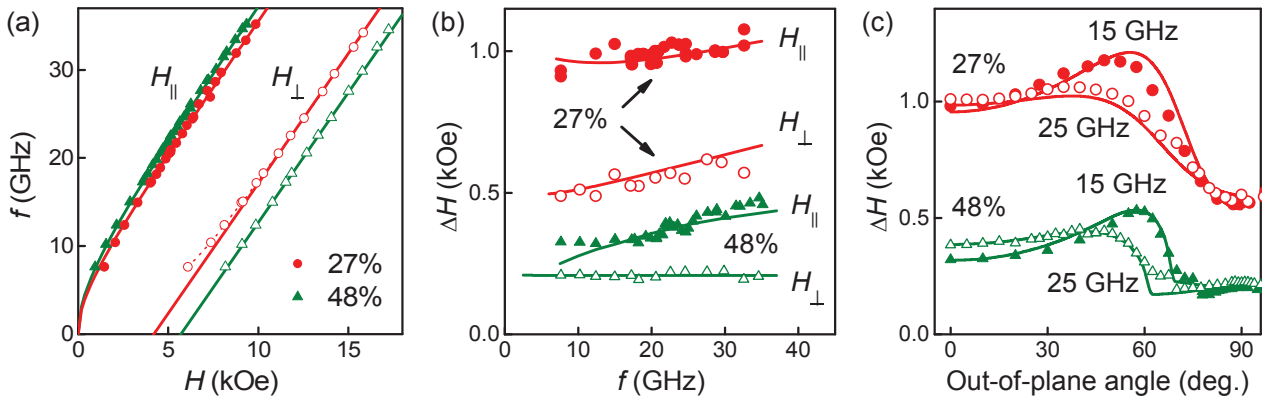 (a)
f (GHz)
30
20
10
0
H∥
H⊥
27%
48%
0
5
10
15
H (kOe)
(b)
ΔH (kOe)
1.0
0.5
0.0
H∥
27%
H⊥
H∥
48%
H⊥
0
10
20
30
40
f (GHz)
(c)
ΔH (kOe)
1.0
0.5
0.0
15 GHz
27%
25 GHz
15 GHz
48%
25 GHz
0
30
60
90
Out-of-plane angle (deg.)